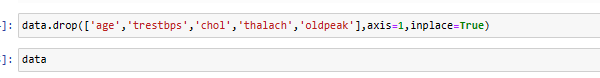 ]: data.drop(['age','trestbps','chol','thalach','oldpeak'],axis=1,inplace=True)
]: data